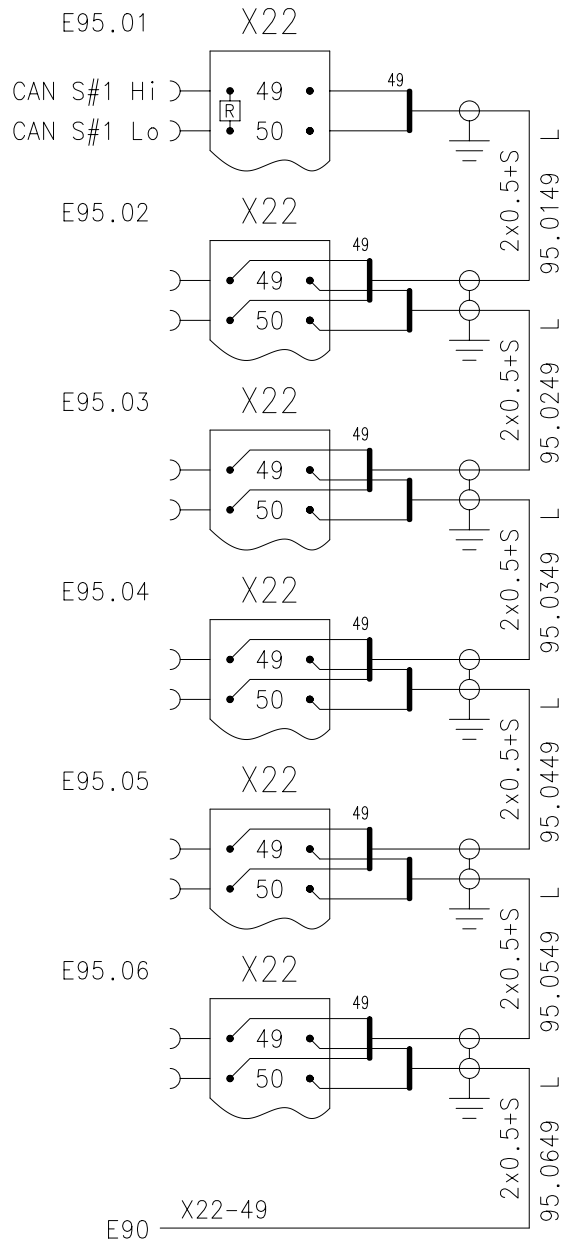 E95.01 X22
49
CAN S#1 Hi 49
R
CAN S#1 Lo 50
2x0.5+S
95.0149 L
E95.02 X22
49
49
50
2x0.5+S
95.0249 L
E95.03 X22
49
49
50
2x0.5+S
95.0349 L
E95.04 X22
49
49
50
2x0.5+S
95.0449 L
E95.05 X22
49
49
50
2x0.5+S
95.0549 L
E95.06 X22
49
49
50
2x0.5+S
95.0649 L
X22-49
E90